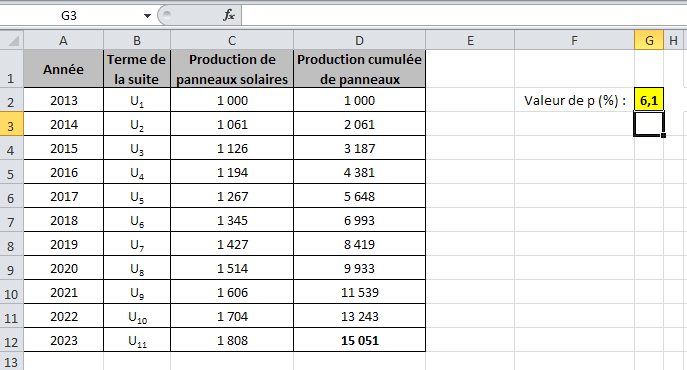 G3 fx
A B C D E F G H
1 Année Terme de la suite Production de panneaux solaires Production cumulée de panneaux
2 2013 U1 1 000 1 000 Valeur de p (%) : 6,1
3 2014 U2 1 061 2 061
4 2015 U3 1 126 3 187
5 2016 U4 1 194 4 381
6 2017 U5 1 267 5 648
7 2018 U6 1 345 6 993
8 2019 U7 1 427 8 419
9 2020 U8 1 514 9 933
10 2021 U9 1 606 11 539
11 2022 U10 1 704 13 243
12 2023 U11 1 808 15 051
13